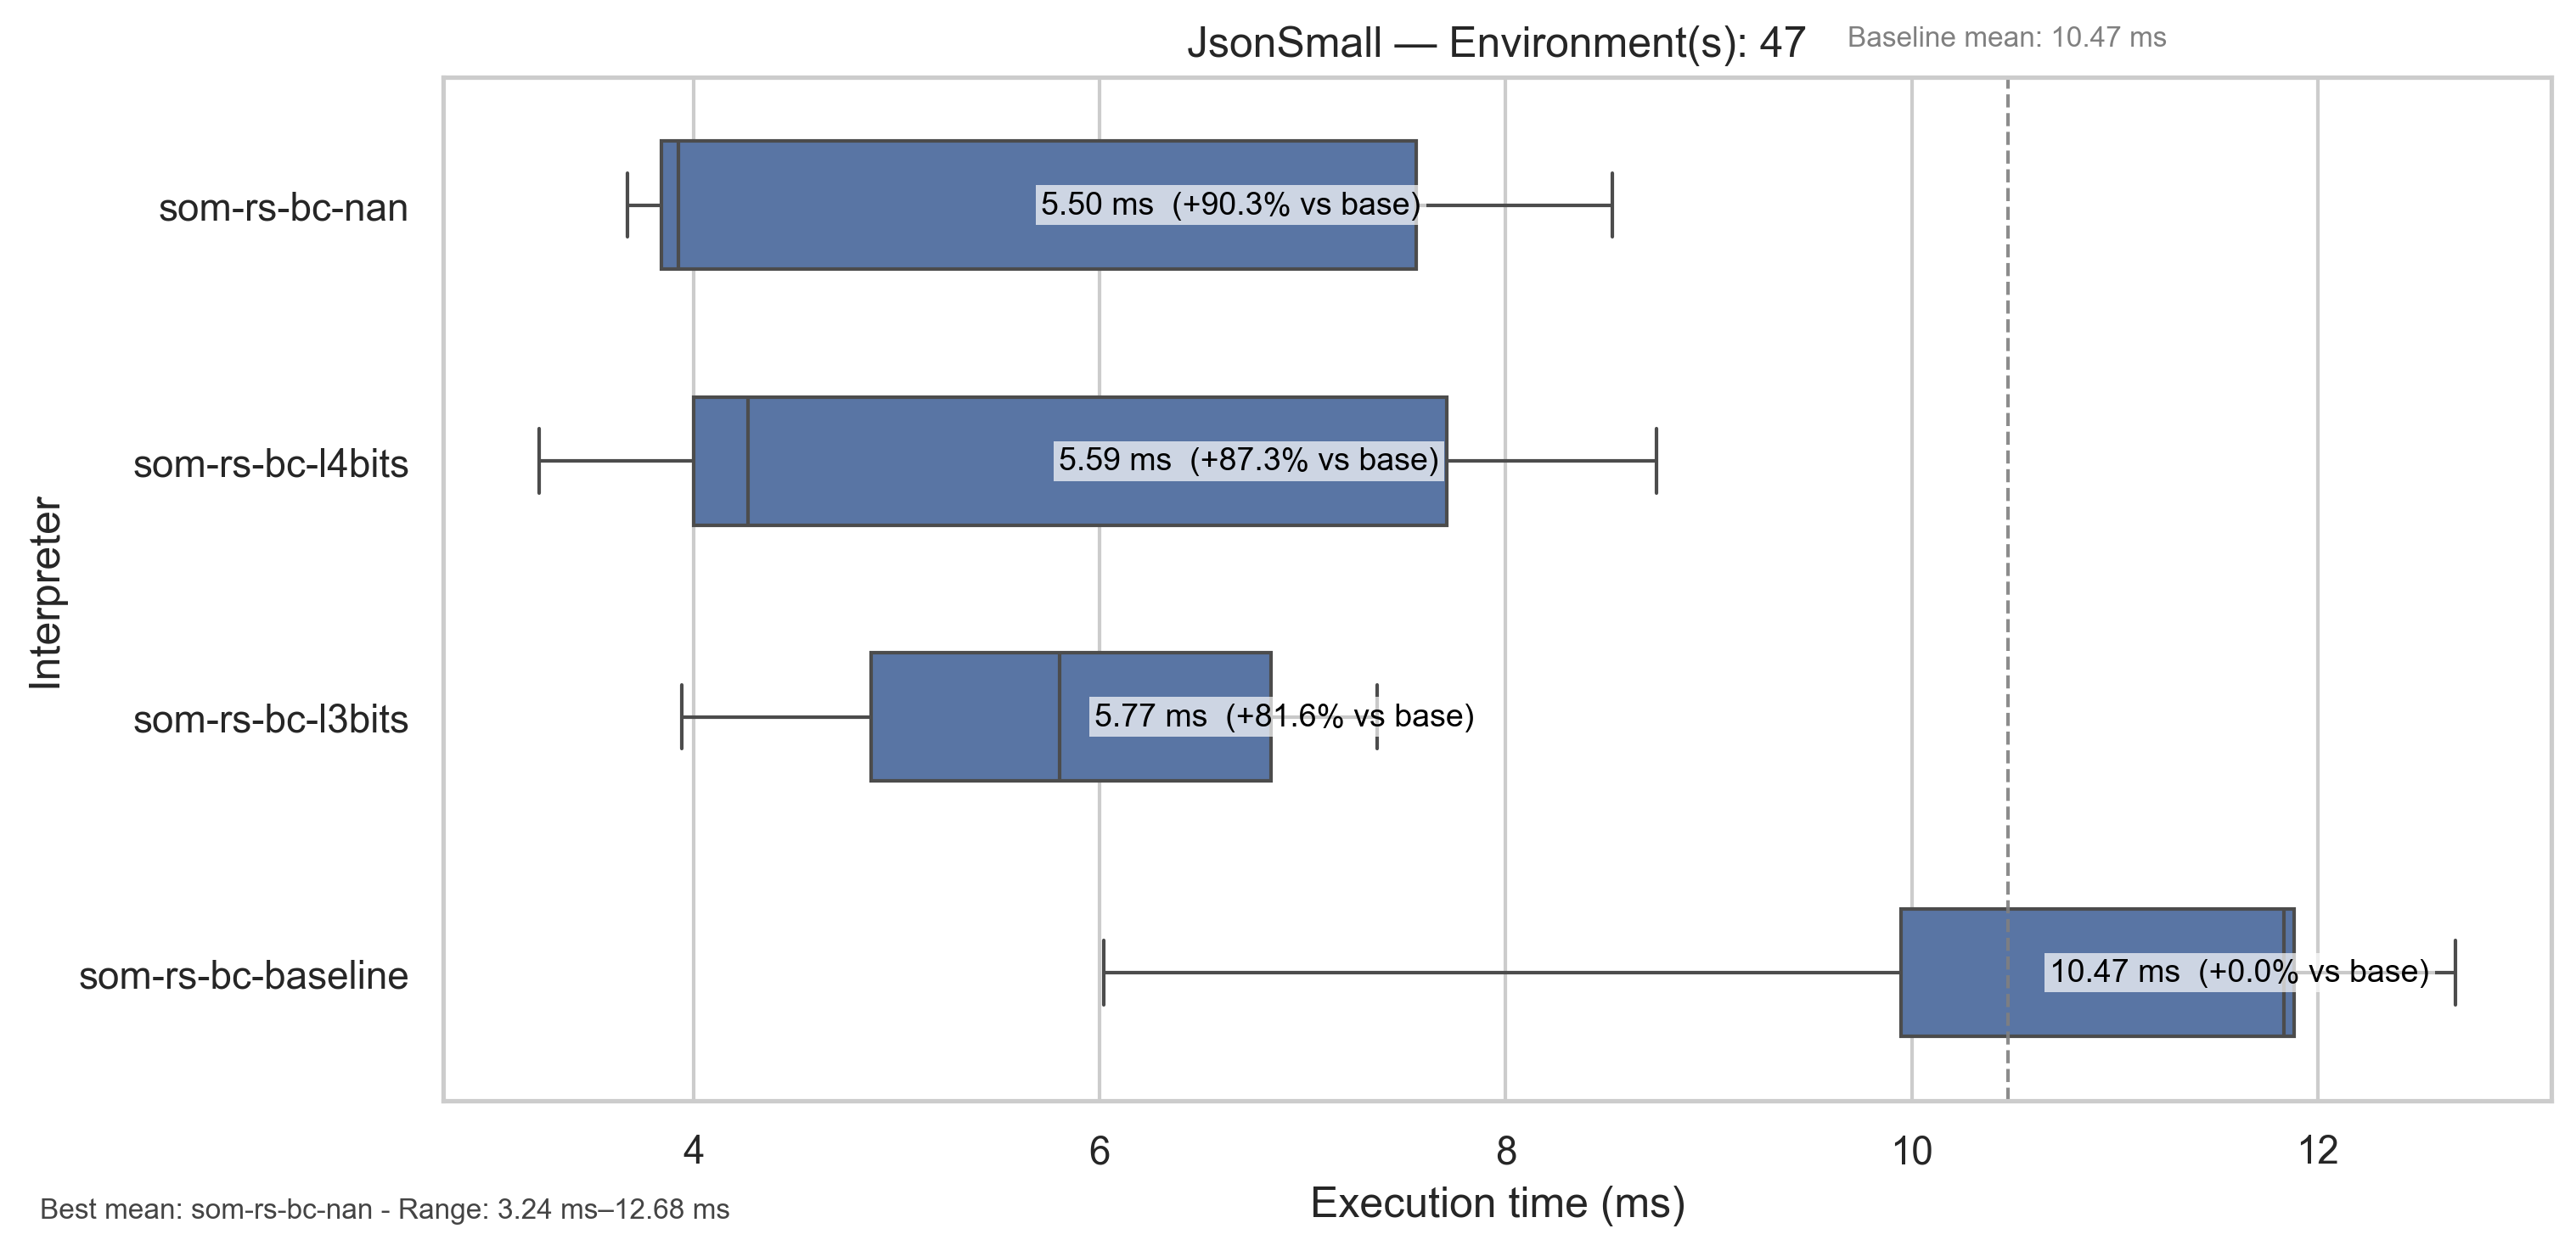 JsonSmall — Environment(s): 47
Baseline mean: 10.47 ms
Interpreter
som-rs-bc-nan
5.50 ms (+90.3% vs base)
som-rs-bc-l4bits
5.59 ms (+87.3% vs base)
som-rs-bc-l3bits
5.77 ms (+81.6% vs base)
som-rs-bc-baseline
10.47 ms (+0.0% vs base)
4 6 8 10 12
Execution time (ms)
Best mean: som-rs-bc-nan - Range: 3.24 ms–12.68 ms